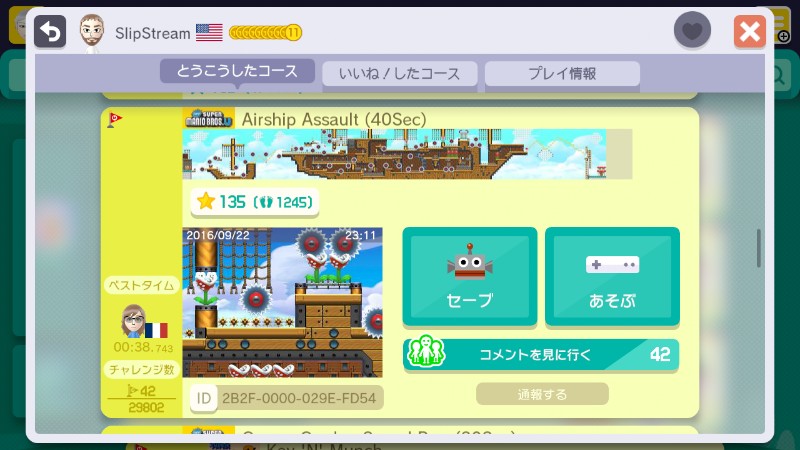 SlipStream 11
とうこうしたコース いいね！したコース プレイ情報
SUPER MARIO BROS. U Airship Assault (40Sec)
135 ( 1245)
2016/09/22 23:11
ベストタイム
00:38.743
チャレンジ数
42
29802
セーブ あそぶ
コメントを見に行く 42
通報する
ID 2B2F-0000-029E-FD54